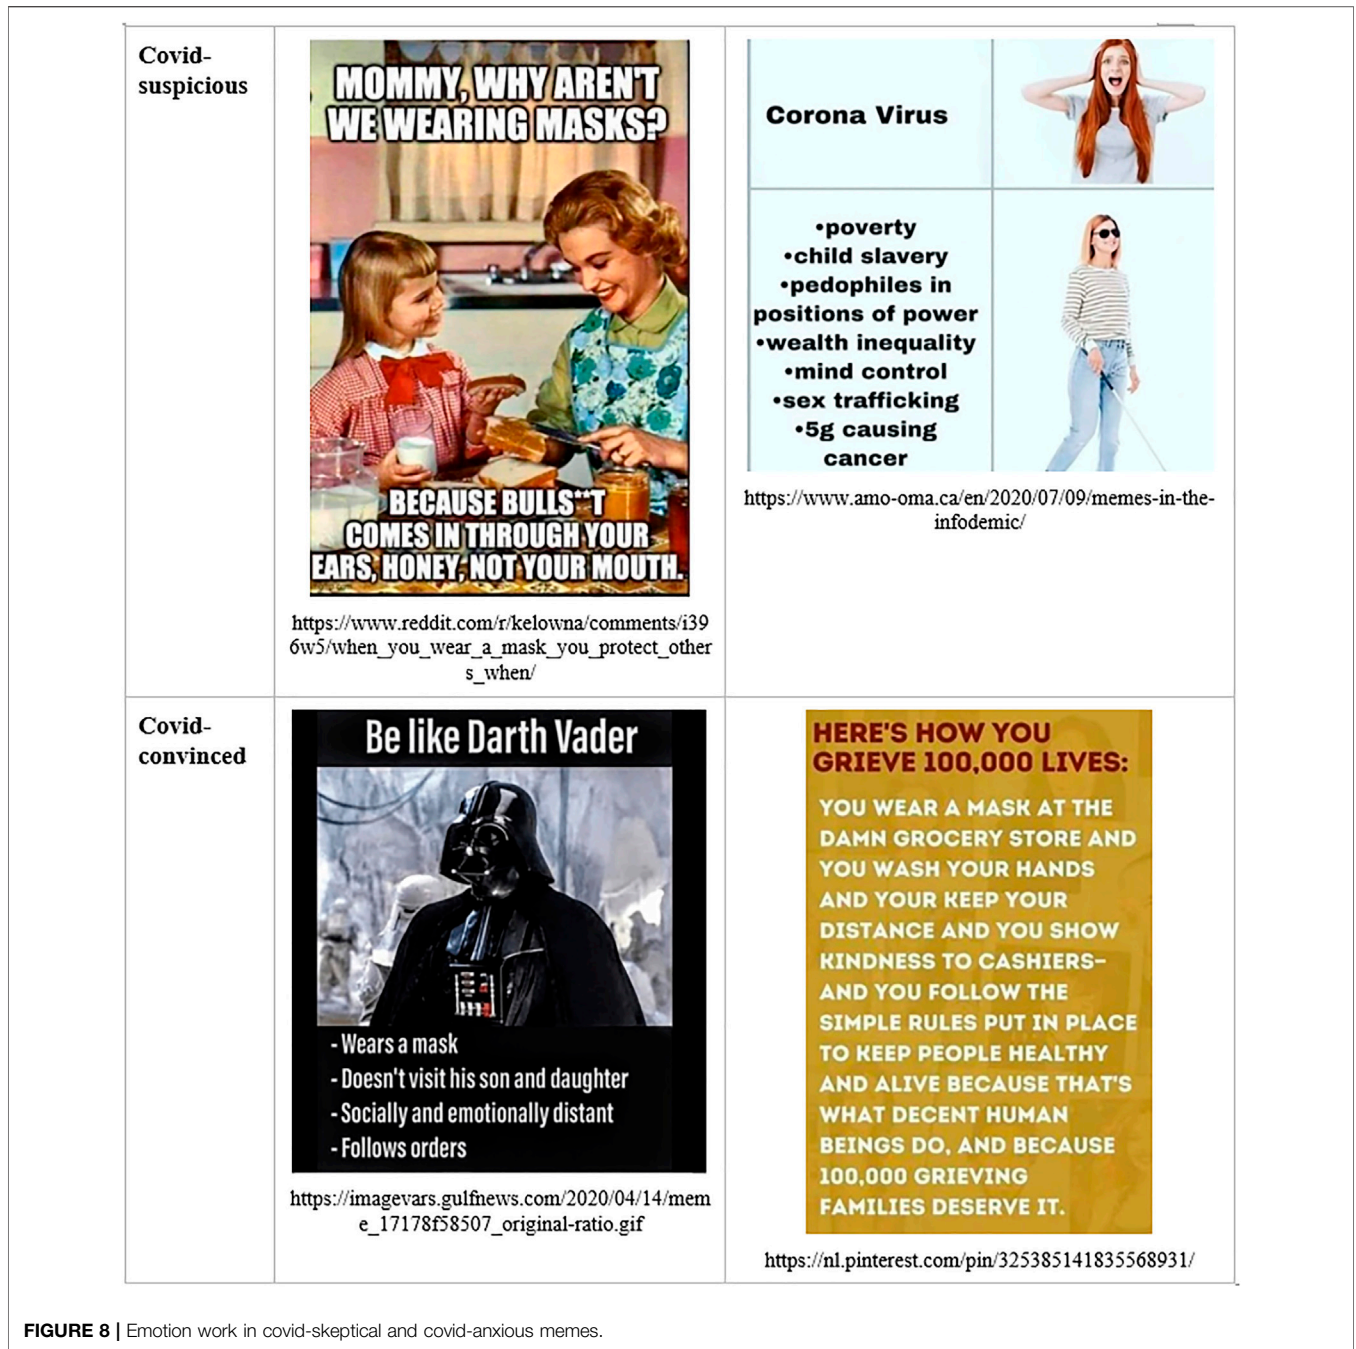 Covid-
suspicious
MOMMY, WHY AREN'T
WE WEARING MASKS?
BECAUSE BULLS**T
COMES IN THROUGH YOUR
EARS, HONEY, NOT YOUR MOUTH.
https://www.reddit.com/r/kelowna/comments/i39
6w5/when_you_wear_a_mask_you_protect_other
s_when/
Corona Virus
•poverty
•child slavery
•pedophiles in
positions of power
•wealth inequality
•mind control
•sex trafficking
•5g causing
cancer
https://www.amo-oma.ca/en/2020/07/09/memes-in-the-
infodemic/
Covid-
convinced
Be like Darth Vader
- Wears a mask
- Doesn't visit his son and daughter
- Socially and emotionally distant
- Follows orders
https://imagevars.gulfnews.com/2020/04/14/mem
e_17178f58507_original-ratio.gif
HERE'S HOW YOU
GRIEVE 100,000 LIVES:
YOU WEAR A MASK AT THE
DAMN GROCERY STORE AND
YOU WASH YOUR HANDS
AND YOUR KEEP YOUR
DISTANCE AND YOU SHOW
KINDNESS TO CASHIERS–
AND YOU FOLLOW THE
SIMPLE RULES PUT IN PLACE
TO KEEP PEOPLE HEALTHY
AND ALIVE BECAUSE THAT'S
WHAT DECENT HUMAN
BEINGS DO, AND BECAUSE
100,000 GRIEVING
FAMILIES DESERVE IT.
https://nl.pinterest.com/pin/325385141835568931/
FIGURE 8 | Emotion work in covid-skeptical and covid-anxious memes.